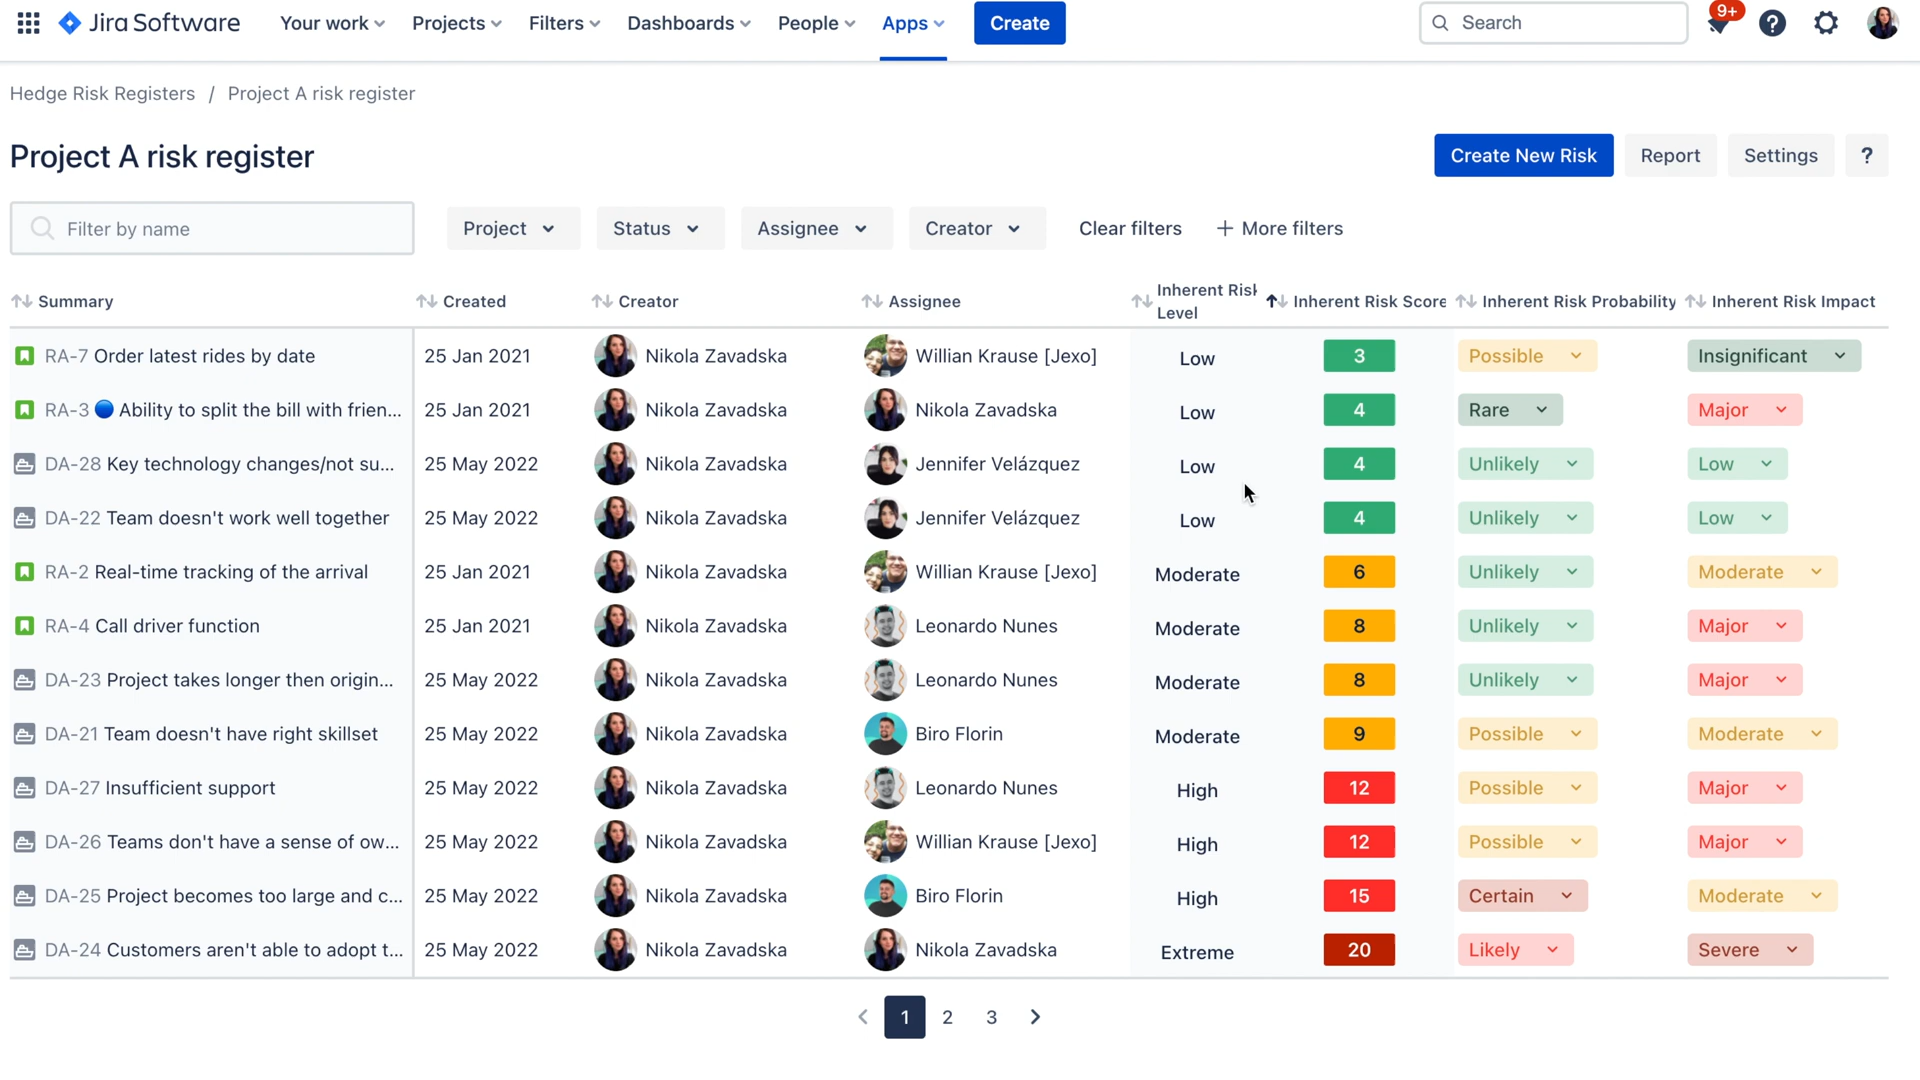 Jira Software Your work Projects Filters Dashboards People Apps Create Search 9+
Hedge Risk Registers / Project A risk register
Project A risk register Create New Risk Report Settings ?
Filter by name Project Status Assignee Creator Clear filters + More filters
Summary Created Creator Assignee Inherent Risk Level Inherent Risk Score Inherent Risk Probability Inherent Risk Impact
RA-7 Order latest rides by date 25 Jan 2021 Nikola Zavadska Willian Krause [Jexo] Low 3 Possible Insignificant
RA-3 🔵 Ability to split the bill with frien... 25 Jan 2021 Nikola Zavadska Nikola Zavadska Low 4 Rare Major
DA-28 Key technology changes/not su... 25 May 2022 Nikola Zavadska Jennifer Velázquez Low 4 Unlikely Low
DA-22 Team doesn't work well together 25 May 2022 Nikola Zavadska Jennifer Velázquez Low 4 Unlikely Low
RA-2 Real-time tracking of the arrival 25 Jan 2021 Nikola Zavadska Willian Krause [Jexo] Moderate 6 Unlikely Moderate
RA-4 Call driver function 25 Jan 2021 Nikola Zavadska Leonardo Nunes Moderate 8 Unlikely Major
DA-23 Project takes longer then origin... 25 May 2022 Nikola Zavadska Leonardo Nunes Moderate 8 Unlikely Major
DA-21 Team doesn't have right skillset 25 May 2022 Nikola Zavadska Biro Florin Moderate 9 Possible Moderate
DA-27 Insufficient support 25 May 2022 Nikola Zavadska Leonardo Nunes High 12 Possible Major
DA-26 Teams don't have a sense of ow... 25 May 2022 Nikola Zavadska Willian Krause [Jexo] High 12 Possible Major
DA-25 Project becomes too large and c... 25 May 2022 Nikola Zavadska Biro Florin High 15 Certain Moderate
DA-24 Customers aren't able to adopt t... 25 May 2022 Nikola Zavadska Nikola Zavadska Extreme 20 Likely Severe
1 2 3